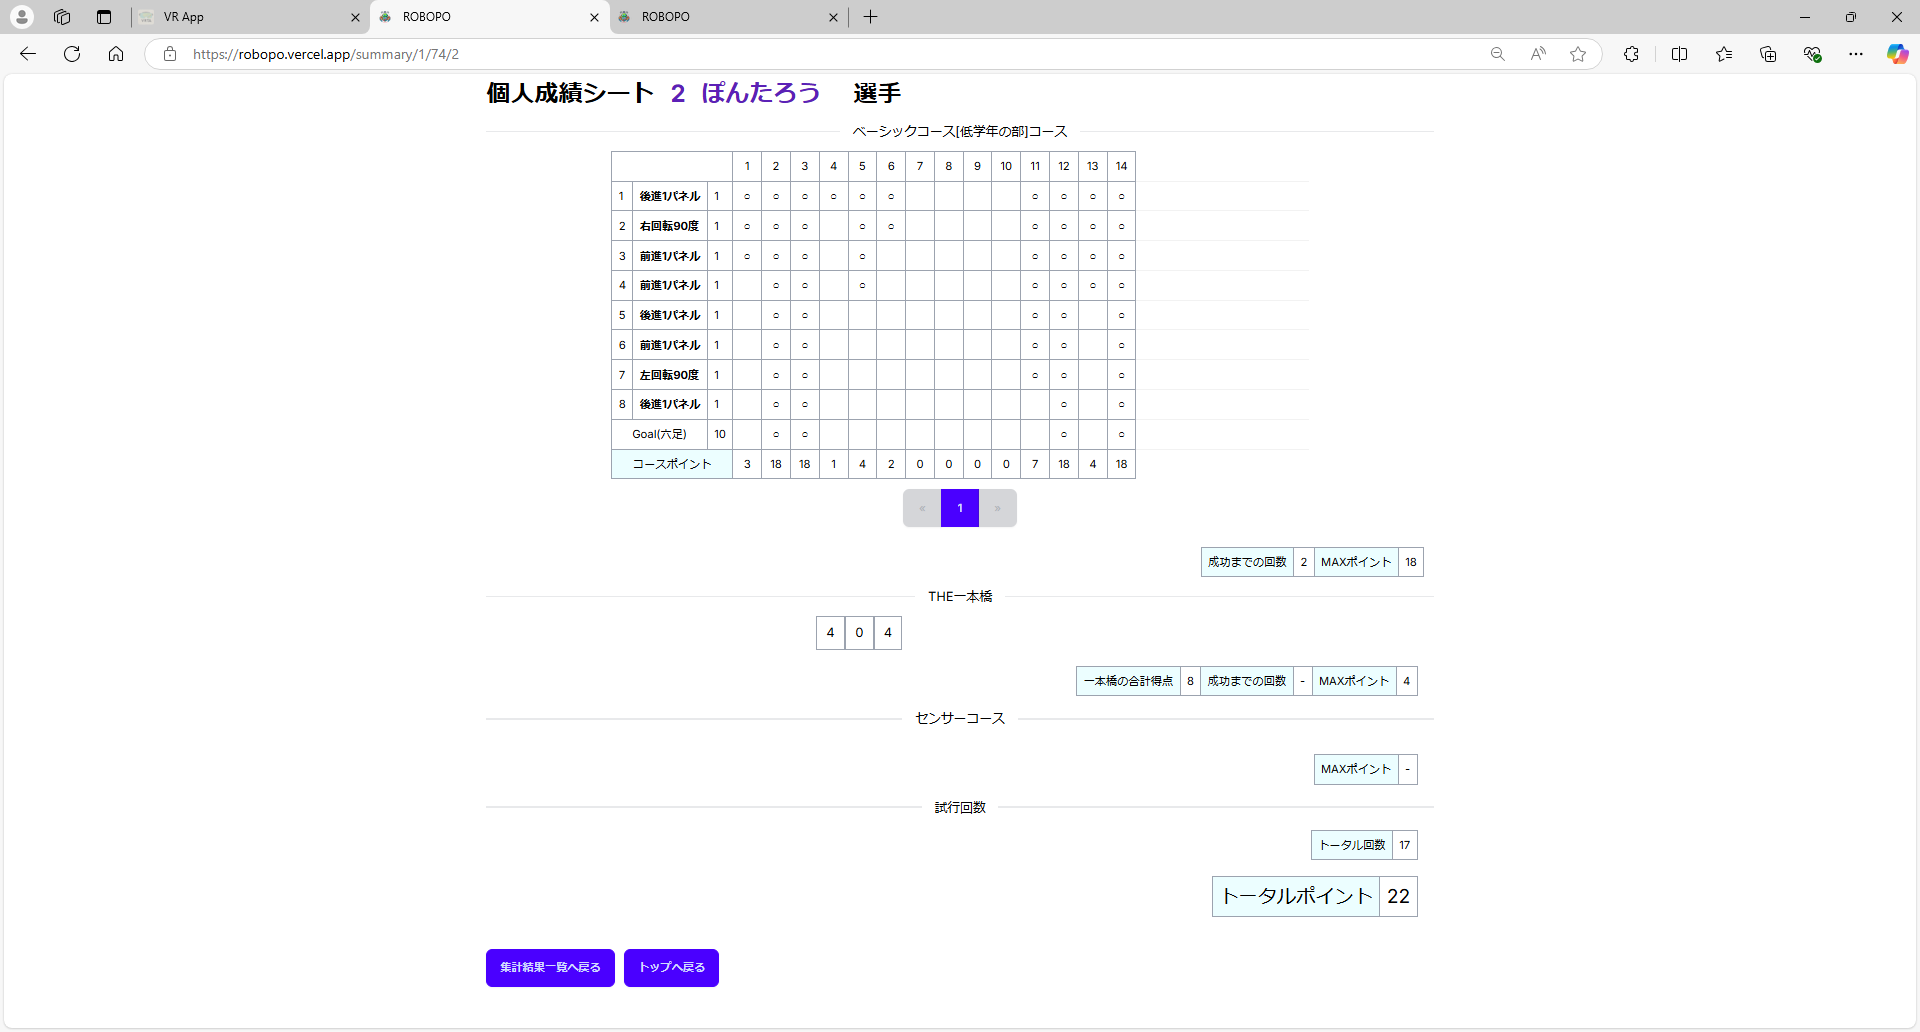 VR App
ROBOPO
ROBOPO
https://robopo.vercel.app/summary/1/74/2
個人成績シート 2 ぽんたろう 選手
ベーシックコース[低学年の部]コース
1 2 3 4 5 6 7 8 9 10 11 12 13 14
1 後進1パネル 1 ○ ○ ○ ○ ○ ○ ○ ○ ○ ○
2 右回転90度 1 ○ ○ ○ ○ ○ ○ ○ ○ ○
3 前進1パネル 1 ○ ○ ○ ○ ○ ○ ○ ○
4 前進1パネル 1 ○ ○ ○ ○ ○ ○ ○
5 後進1パネル 1 ○ ○ ○ ○ ○
6 前進1パネル 1 ○ ○ ○ ○ ○
7 左回転90度 1 ○ ○ ○ ○ ○
8 後進1パネル 1 ○ ○ ○ ○
Goal(六足) 10 ○ ○ ○ ○
コースポイント 3 18 18 1 4 2 0 0 0 0 7 18 4 18
« 1 »
成功までの回数 2 MAXポイント 18
THE一本橋
4 0 4
一本橋の合計得点 8 成功までの回数 - MAXポイント 4
センサーコース
MAXポイント -
試行回数
トータル回数 17
トータルポイント 22
集計結果一覧へ戻る トップへ戻る